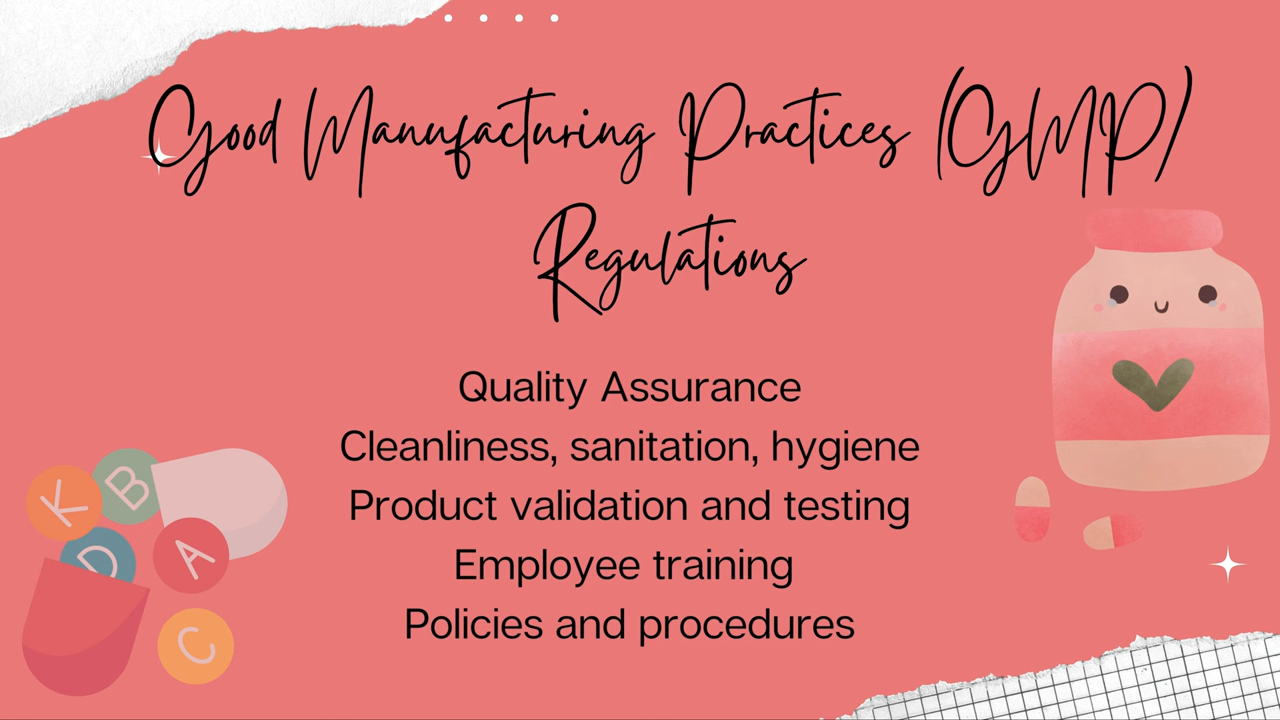 Good Manufacturing Practices (GMP)
Regulations
Quality Assurance
Cleanliness, sanitation, hygiene
Product validation and testing
Employee training
Policies and procedures
K
B
D
A
C